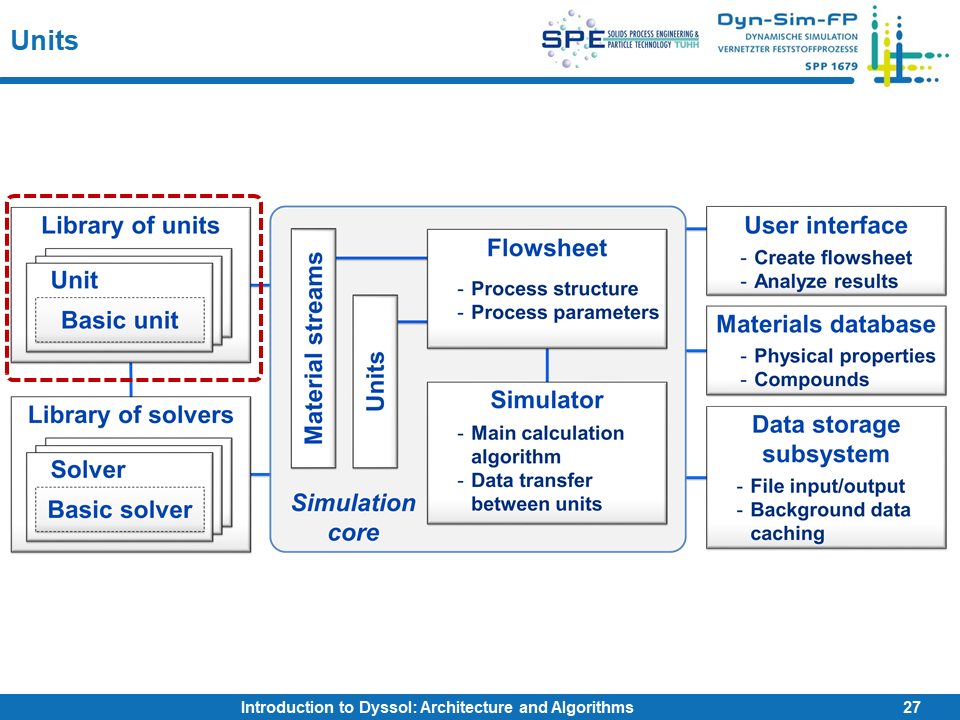 Units
SPE SOLIDS PROCESS ENGINEERING &
PARTICLE TECHNOLOGY TUHH
Dyn-Sim-FP
DYNAMISCHE SIMULATION
VERNETZTER FESTSTOFFPROZESSE
SPP 1679
Library of units
Unit
Basic unit
Library of solvers
Solver
Basic solver
Material streams
Units
Simulation
core
Flowsheet
- Process structure
- Process parameters
Simulator
- Main calculation
algorithm
- Data transfer
between units
User interface
- Create flowsheet
- Analyze results
Materials database
- Physical properties
- Compounds
Data storage
subsystem
- File input/output
- Background data
caching
Introduction to Dyssol: Architecture and Algorithms
27